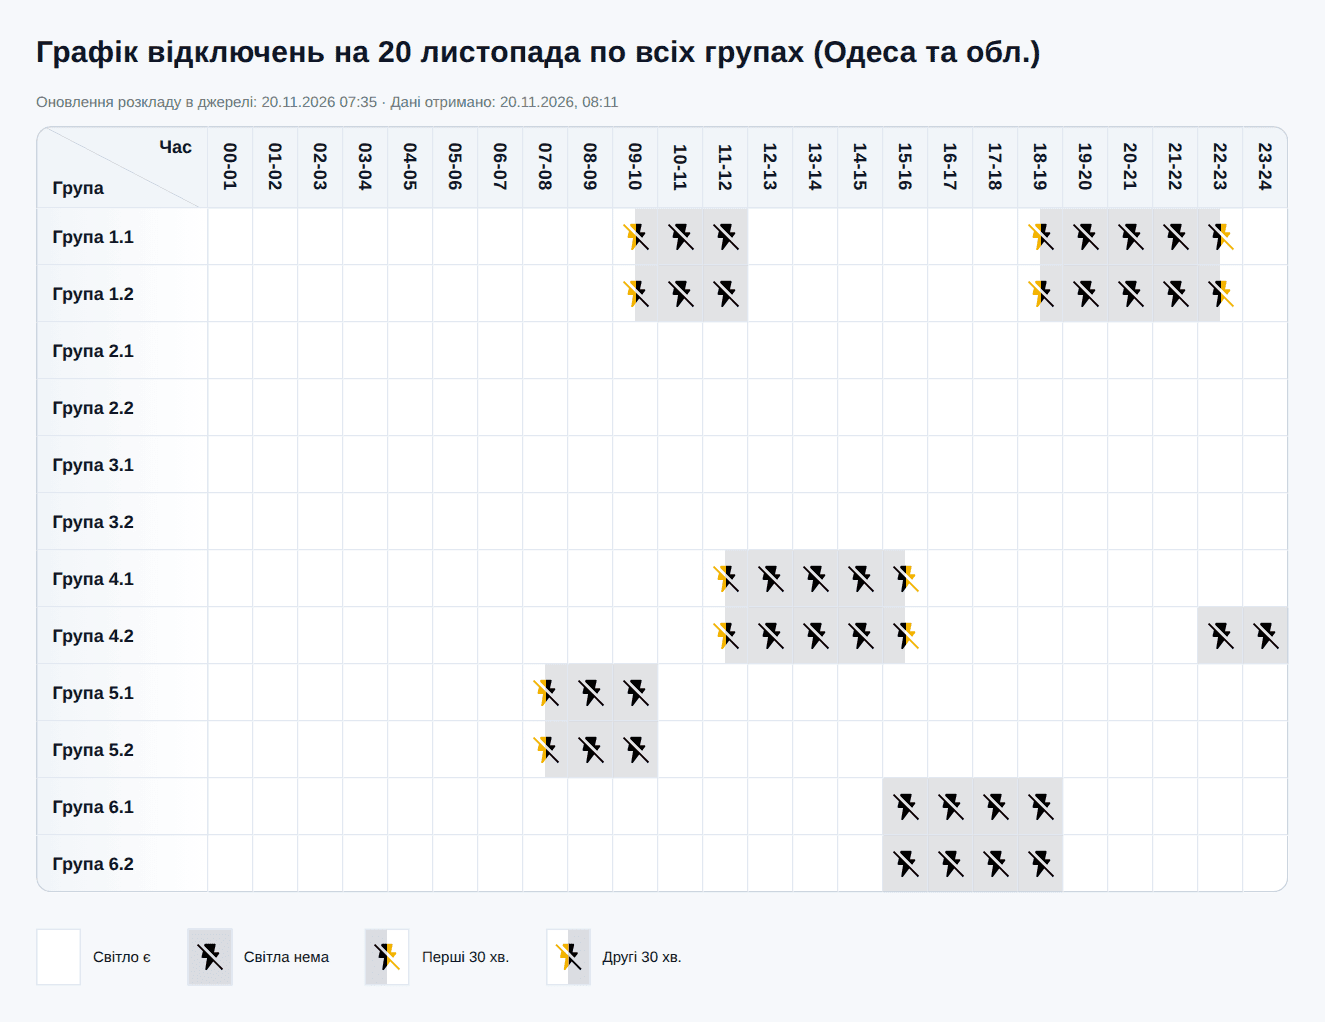 Графік відключень на 20 листопада по всіх групах (Одеса та обл.)
Оновлення розкладу в джерелі: 20.11.2026 07:35 · Дані отримано: 20.11.2026, 08:11
Час
Група
00-01 01-02 02-03 03-04 04-05 05-06 06-07 07-08 08-09 09-10 10-11 11-12 12-13 13-14 14-15 15-16 16-17 17-18 18-19 19-20 20-21 21-22 22-23 23-24
Група 1.1
Група 1.2
Група 2.1
Група 2.2
Група 3.1
Група 3.2
Група 4.1
Група 4.2
Група 5.1
Група 5.2
Група 6.1
Група 6.2
Світло є Світла нема Перші 30 хв. Другі 30 хв.